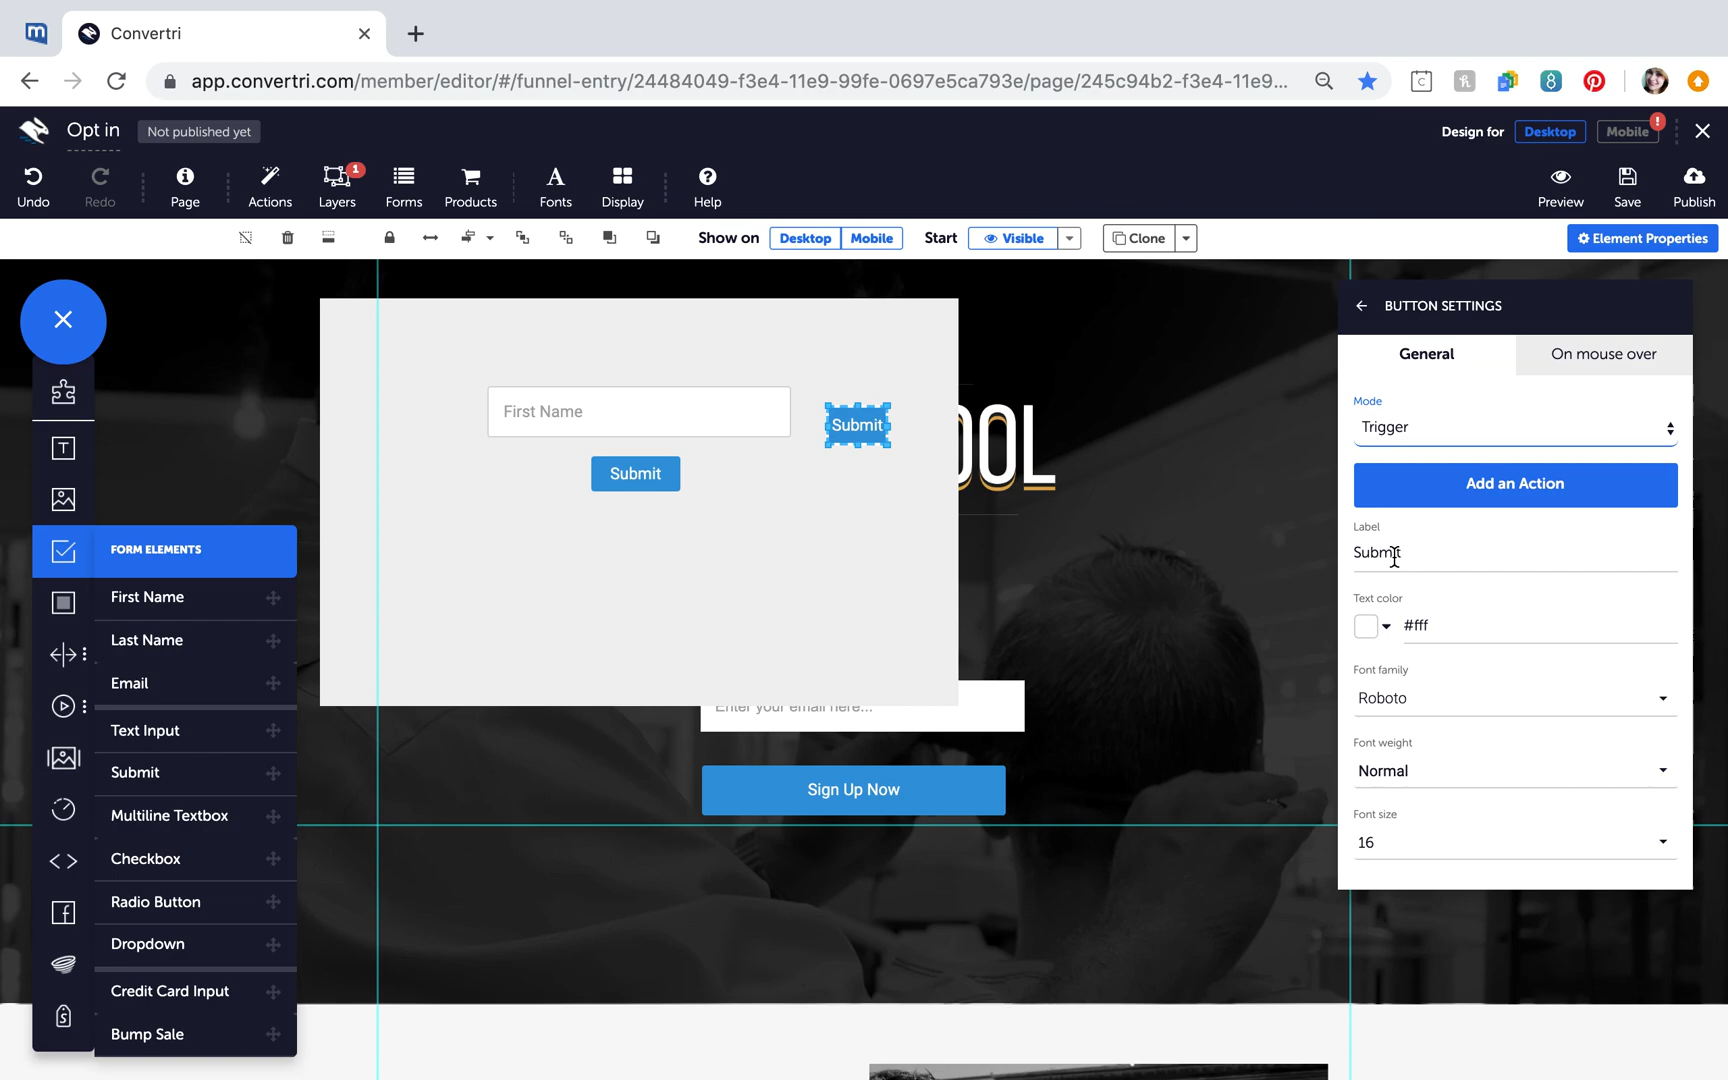 Convertri
app.convertri.com/member/editor/#/funnel-entry/24484049-f3e4-11e9-99fe-0697e5ca793e/page/245c94b2-f3e4-11e9...
Opt in
Not published yet
Design for
Desktop
Mobile
!
Undo
Redo
Page
Actions
Layers
1
Forms
Products
Fonts
Display
Help
Preview
Save
Publish
Show on
Desktop
Mobile
Start
Visible
Clone
Element Properties
BUTTON SETTINGS
General
On mouse over
Mode
Trigger
Add an Action
Label
Submit
Text color
#fff
Font family
Roboto
Font weight
Normal
Font size
16
First Name
Submit
Submit
OOL
Enter your email here...
Sign Up Now
FORM ELEMENTS
First Name
Last Name
Email
Text Input
Submit
Multiline Textbox
Checkbox
Radio Button
Dropdown
Credit Card Input
Bump Sale